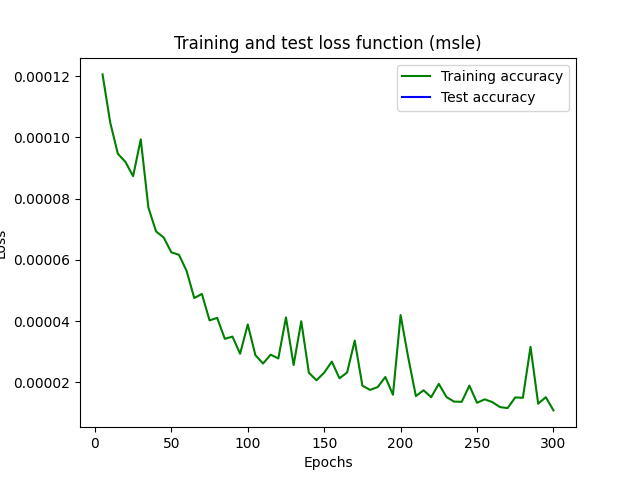 Training and test loss function (msle)
Training accuracy
Test accuracy
0.00012
0.00010
0.00008
0.00006
0.00004
0.00002
Loss
0 50 100 150 200 250 300
Epochs